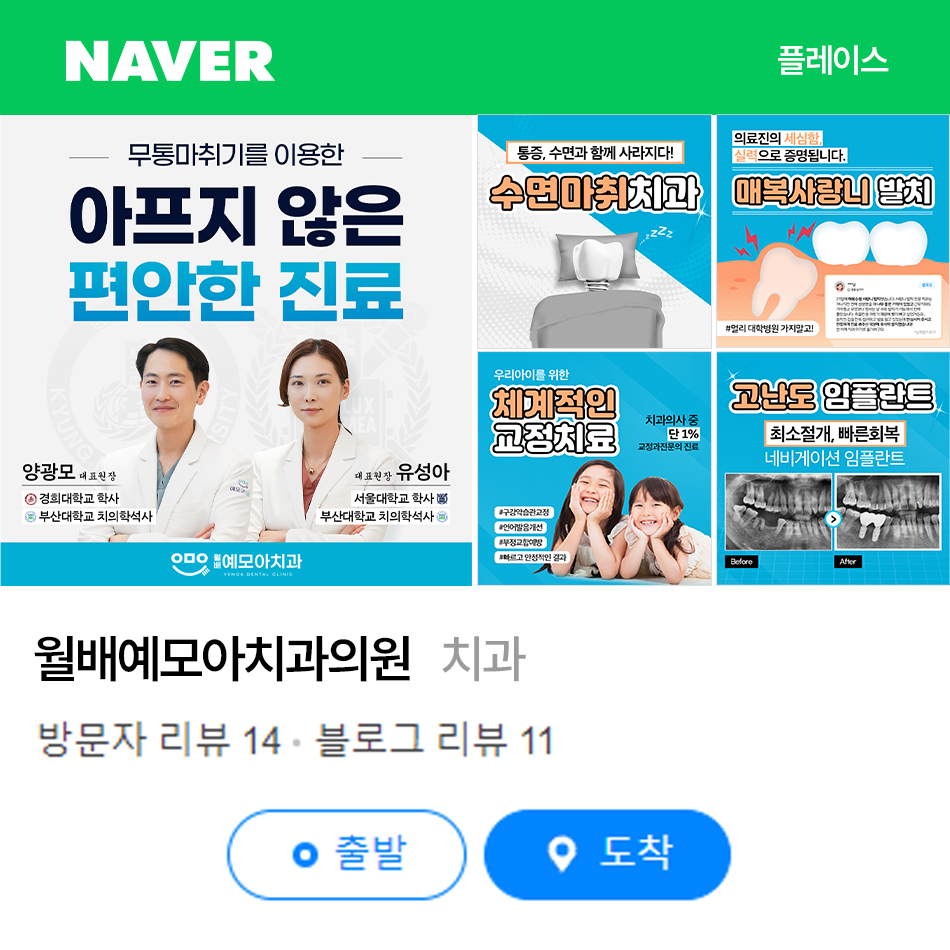 NAVER
플레이스
무통마취기를 이용한
아프지 않은
편안한 진료
양광모 대표원장
경희대학교 학사
부산대학교 치의학석사
대표원장 유성아
서울대학교 학사
부산대학교 치의학석사
월배 예모아치과
YEMOA DENTAL CLINIC
통증, 수면과 함께 사라지다!
수면마취치과
zZZZ
의료진의 세심함,
실력으로 증명됩니다.
매복사랑니 발치
#멀리 대학병원 가지말고!
우리아이를 위한
체계적인
교정치료
치과의사 중
단 1%
교정과전문의 진료
#구강악습관교정
#언어발음개선
#부정교합예방
#빠르고 안정적인 결과
고난도 임플란트
최소절개, 빠른회복
네비게이션 임플란트
Before
After
월배예모아치과의원 치과
방문자 리뷰 14 · 블로그 리뷰 11
출발
도착